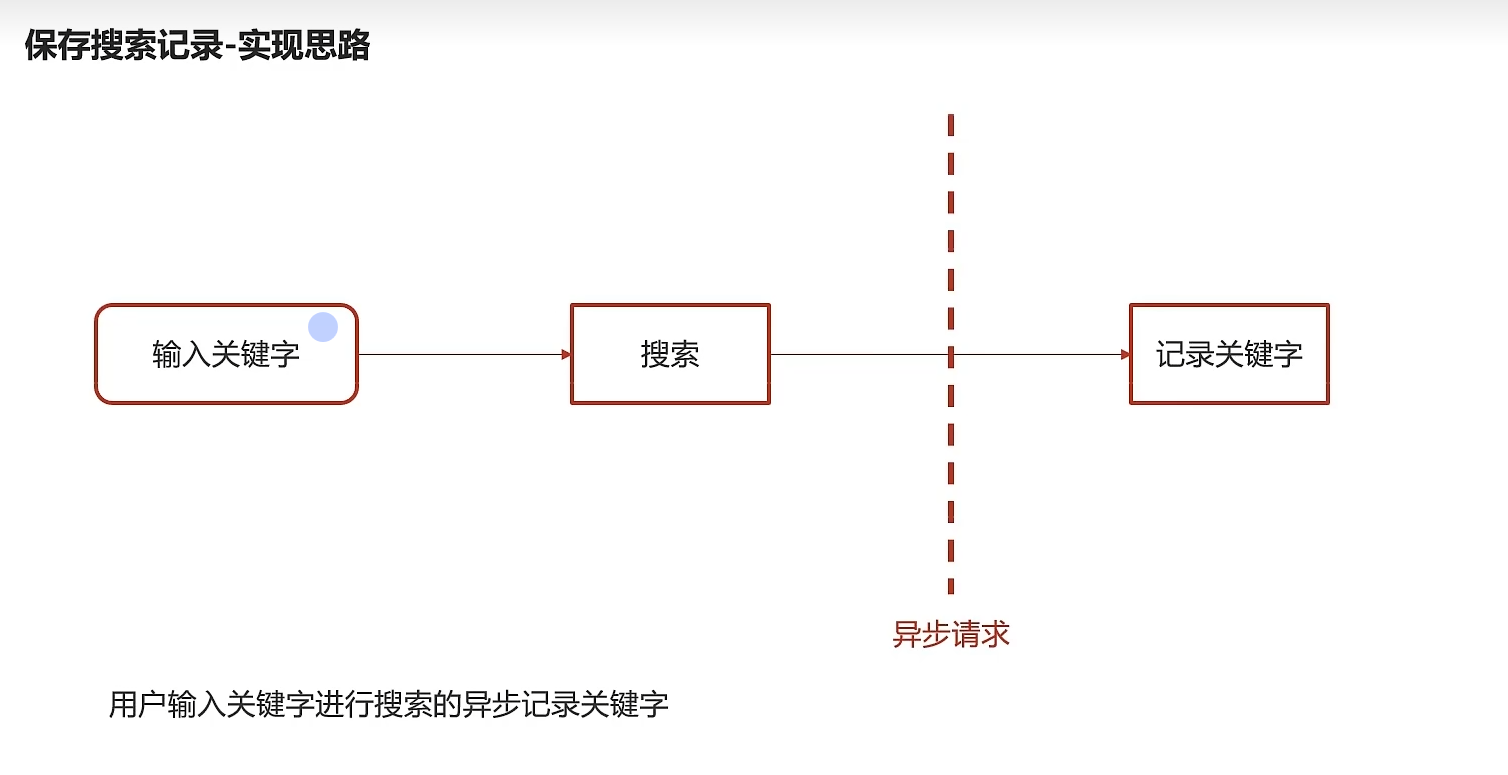 保存搜索记录-实现思路
输入关键字
搜索
记录关键字
异步请求
用户输入关键字进行搜索的异步记录关键字